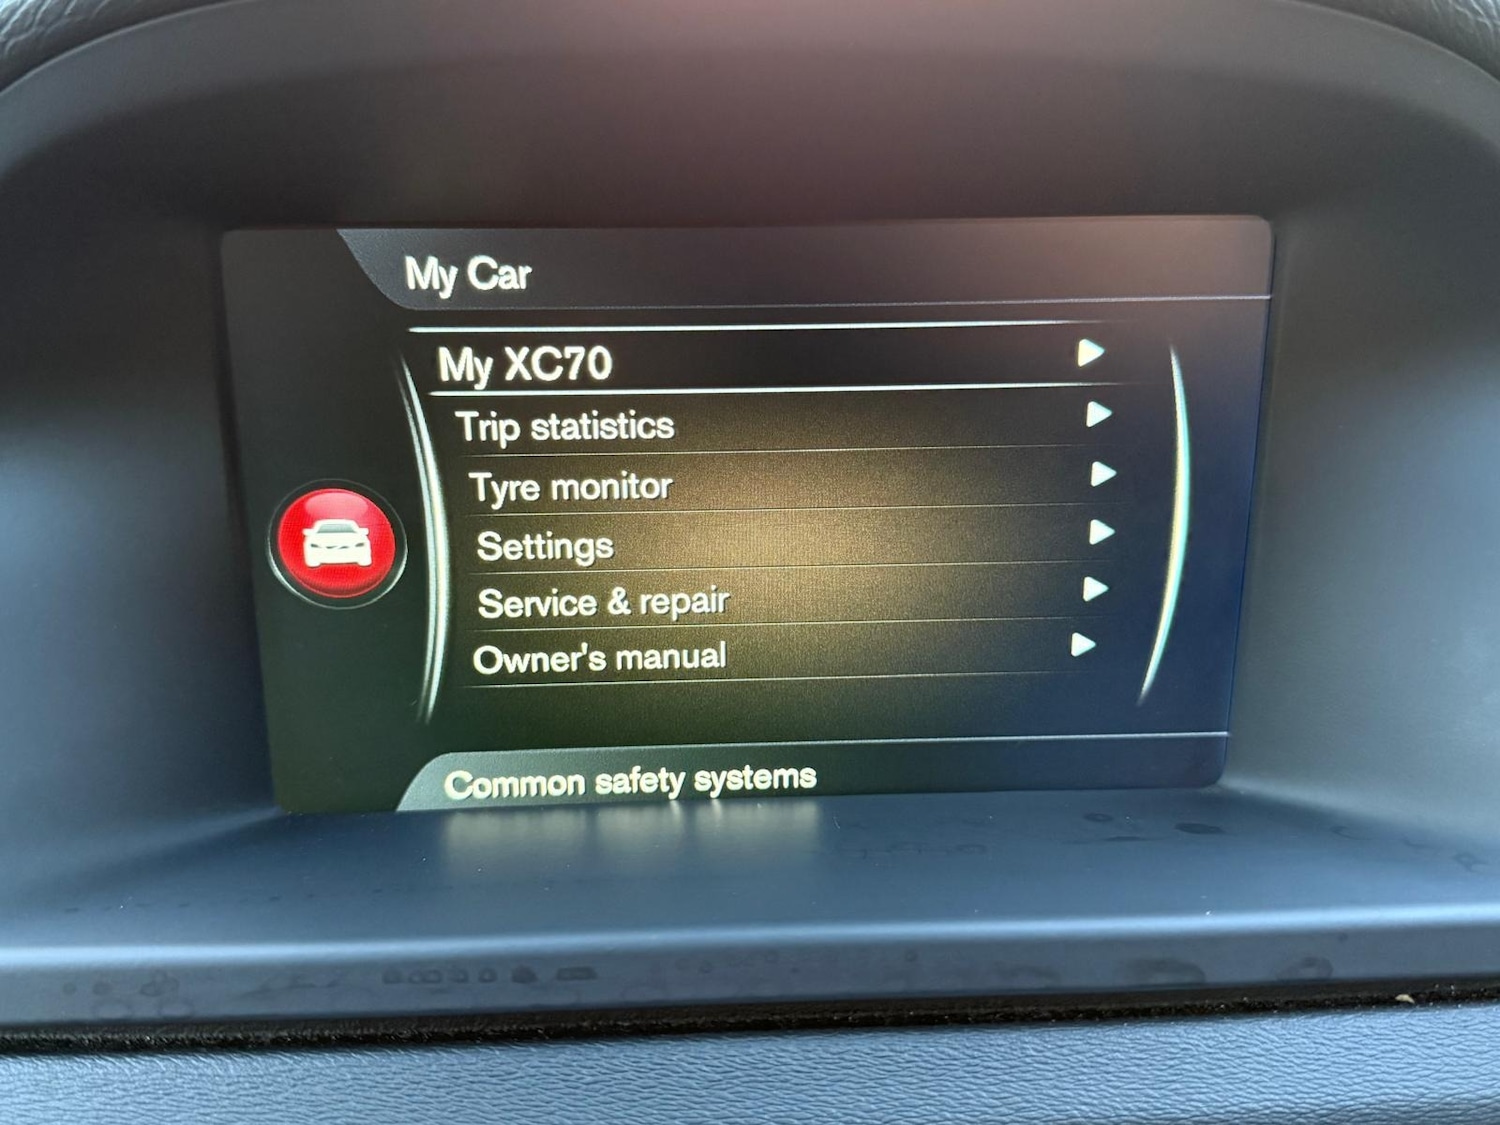 My Car
My XC70
Trip statistics
Tyre monitor
Settings
Service & repair
Owner's manual
Common safety systems